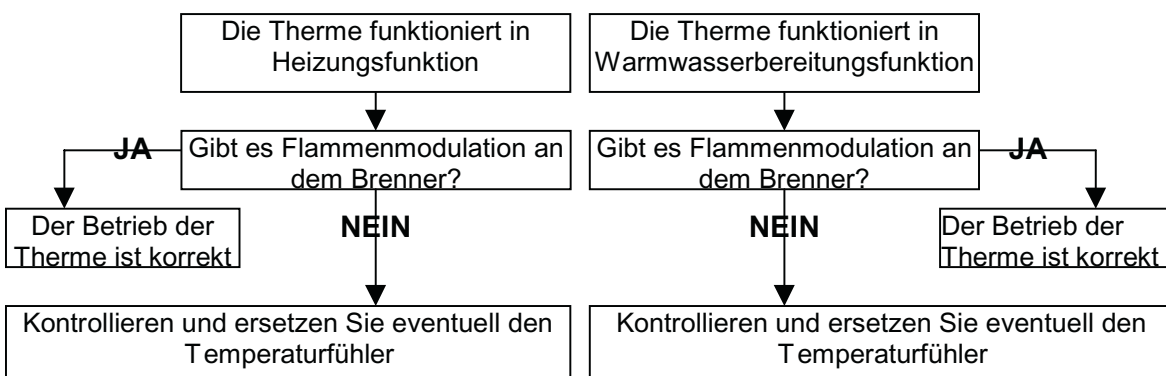 Die Therme funktioniert in
Heizungsfunktion
Die Therme funktioniert in
Warmwasserbereitungsfunktion
JA
Gibt es Flammenmodulation an
dem Brenner?
Gibt es Flammenmodulation an
dem Brenner?
JA
Der Betrieb der
Therme ist korrekt
NEIN
NEIN
Der Betrieb der
Therme ist korrekt
Kontrollieren und ersetzen Sie eventuell den
Temperaturfühler
Kontrollieren und ersetzen Sie eventuell den
Temperaturfühler